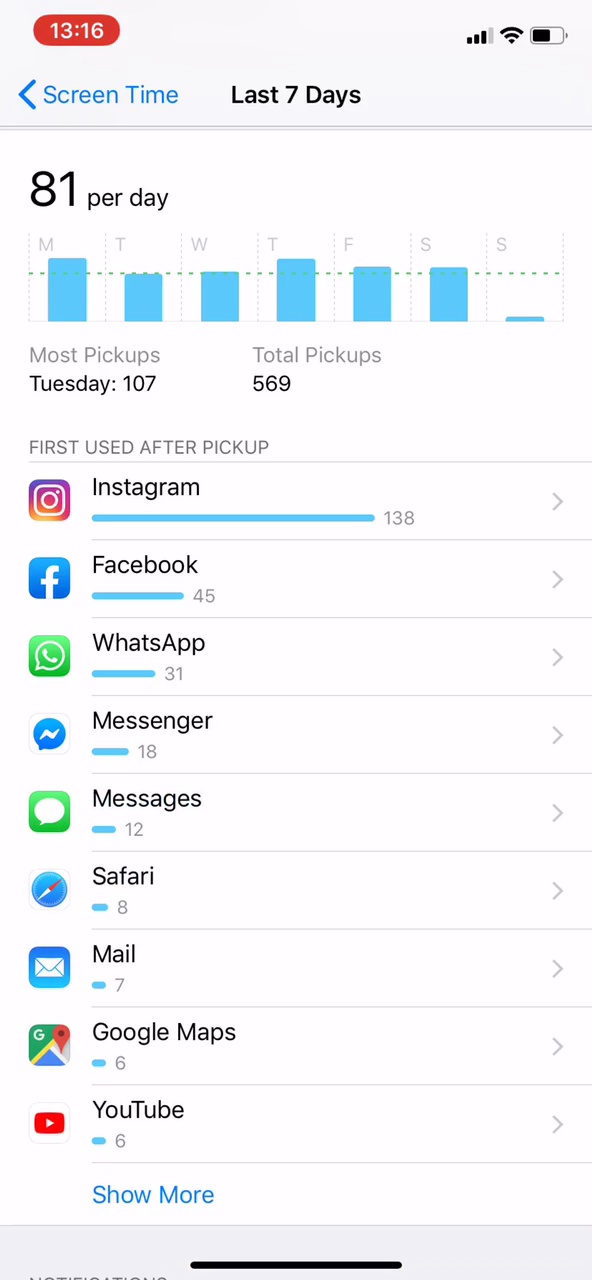 13:16
Screen Time
Last 7 Days
81 per day
M T W T F S S
Most Pickups Total Pickups
Tuesday: 107 569
FIRST USED AFTER PICKUP
Instagram
138
Facebook
45
WhatsApp
31
Messenger
18
Messages
12
Safari
8
Mail
7
G
Google Maps
6
YouTube
6
Show More
NOTIFICATIONS